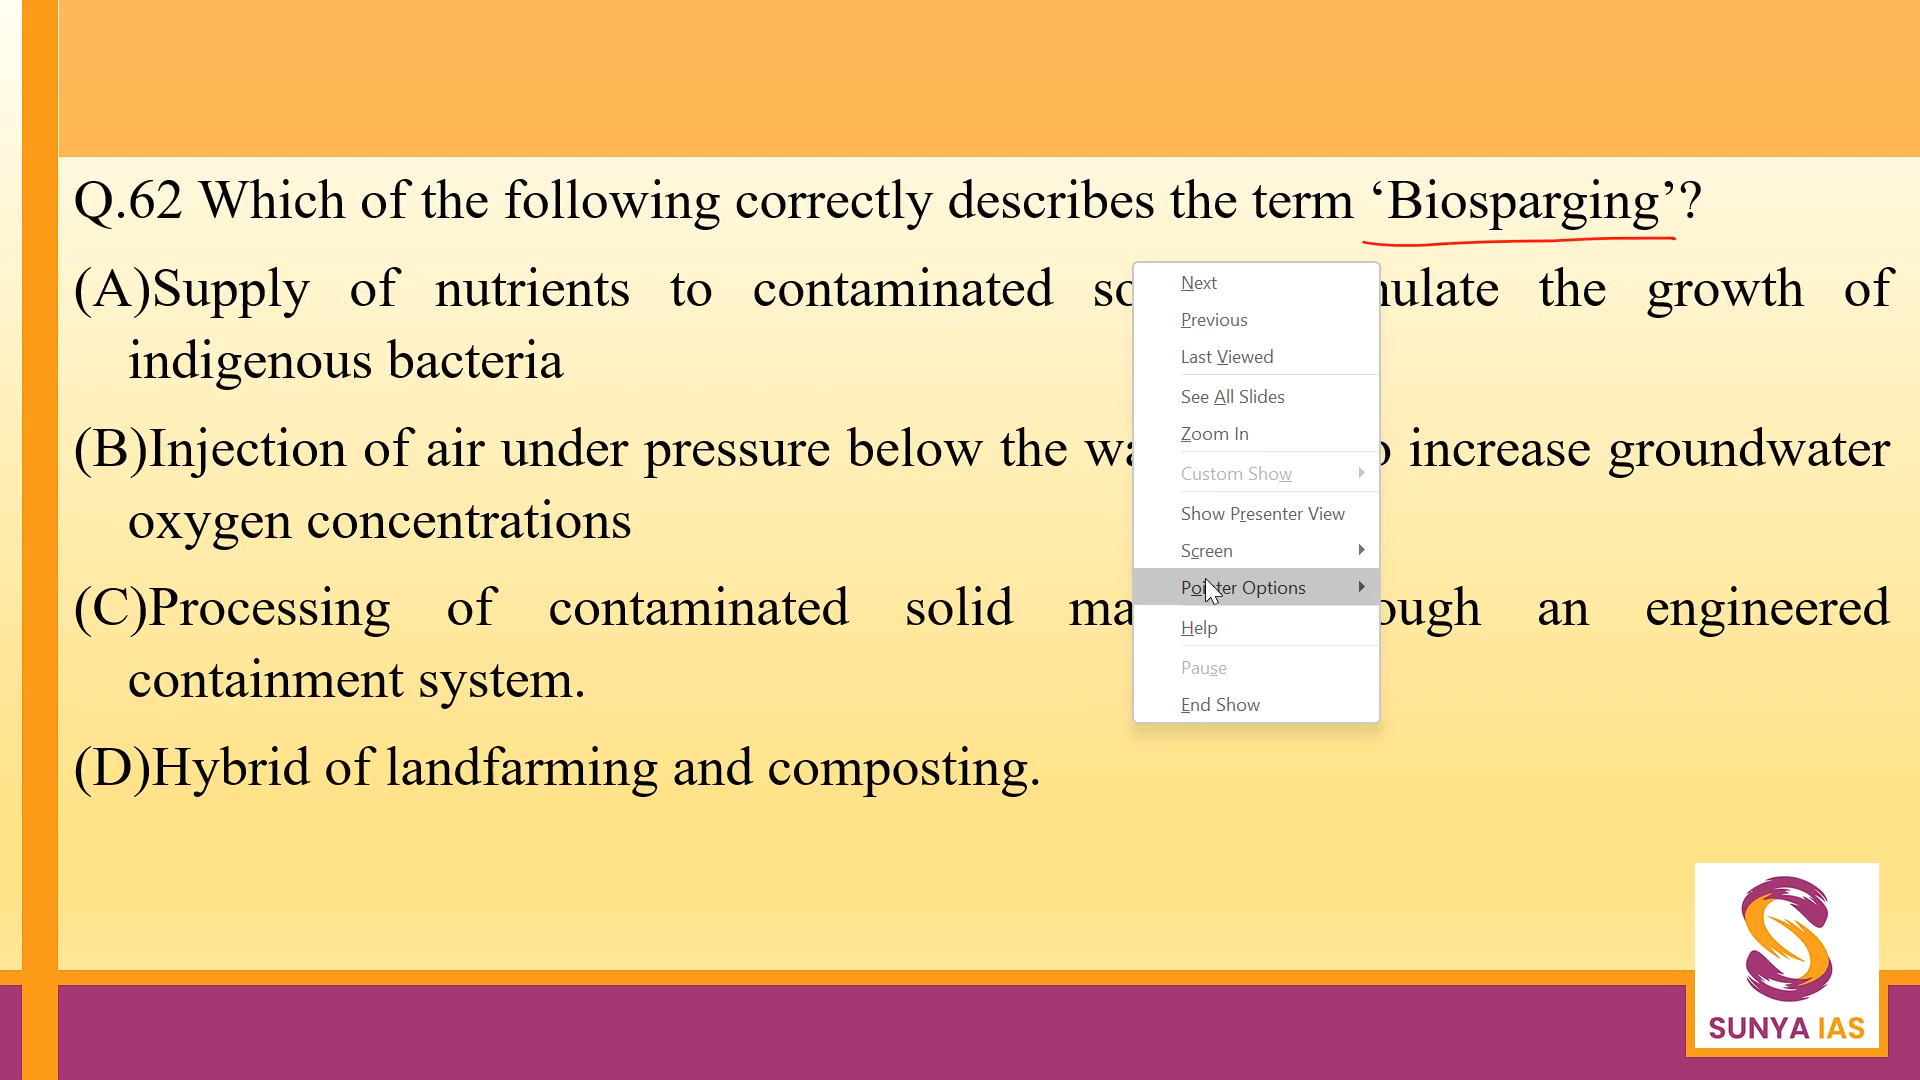 Q.62 Which of the following correctly describes the term ‘Biosparging’?
(A)Supply of nutrients to contaminated so
ulate the growth of
indigenous bacteria
(B)Injection of air under pressure below the wa
increase groundwater
oxygen concentrations
(C)Processing of contaminated solid ma
ough an engineered
containment system.
(D)Hybrid of landfarming and composting.
Next
Previous
Last Viewed
See All Slides
Zoom In
Custom Show
Show Presenter View
Screen
Pointer Options
Help
Pause
End Show
SUNYA IAS